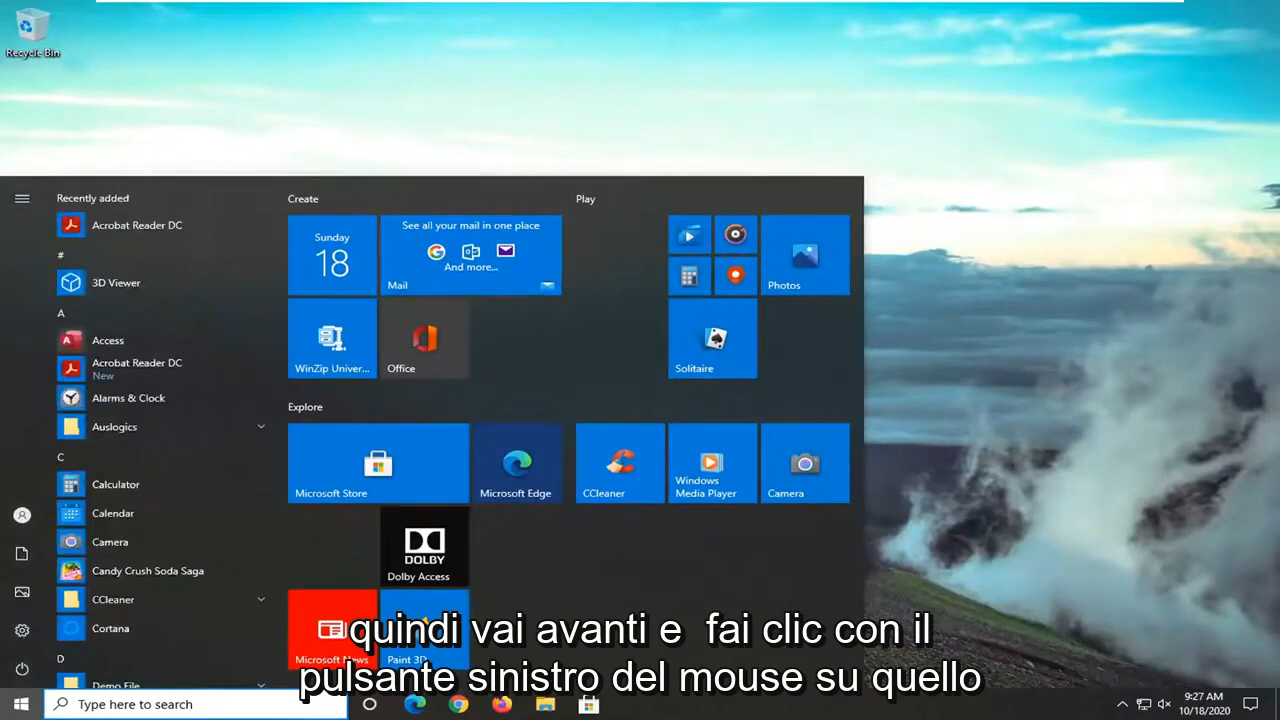 Recycle Bin
Recently added
Acrobat Reader DC
#
3D Viewer
A
Access
Acrobat Reader DC
New
Alarms & Clock
Auslogics
C
Calculator
Calendar
Camera
Candy Crush Soda Saga
CCleaner
Cortana
D
Demo File
Create
Sunday
18
See all your mail in one place
And more...
Mail
WinZip Univer...
Office
Explore
Microsoft Store
Microsoft Edge
DOLBY
Dolby Access
Microsoft News
Paint 3D
Play
Photos
Solitaire
CCleaner
Windows
Media Player
Camera
quindi vai avanti e fai clic con il
pulsante sinistro del mouse su quello
Type here to search
9:27 AM
10/18/2020